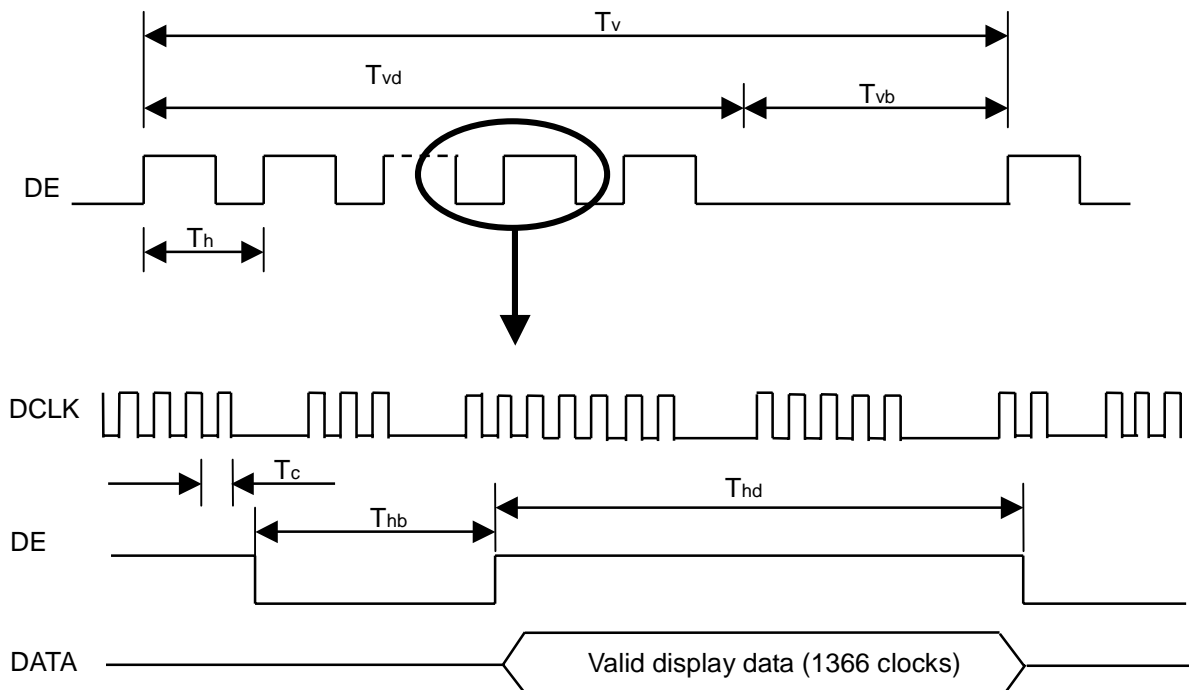 Tv
Tvd
Tvb
DE
Th
DCLK
Tc
Thd
Thb
DE
DATA
Valid display data (1366 clocks)